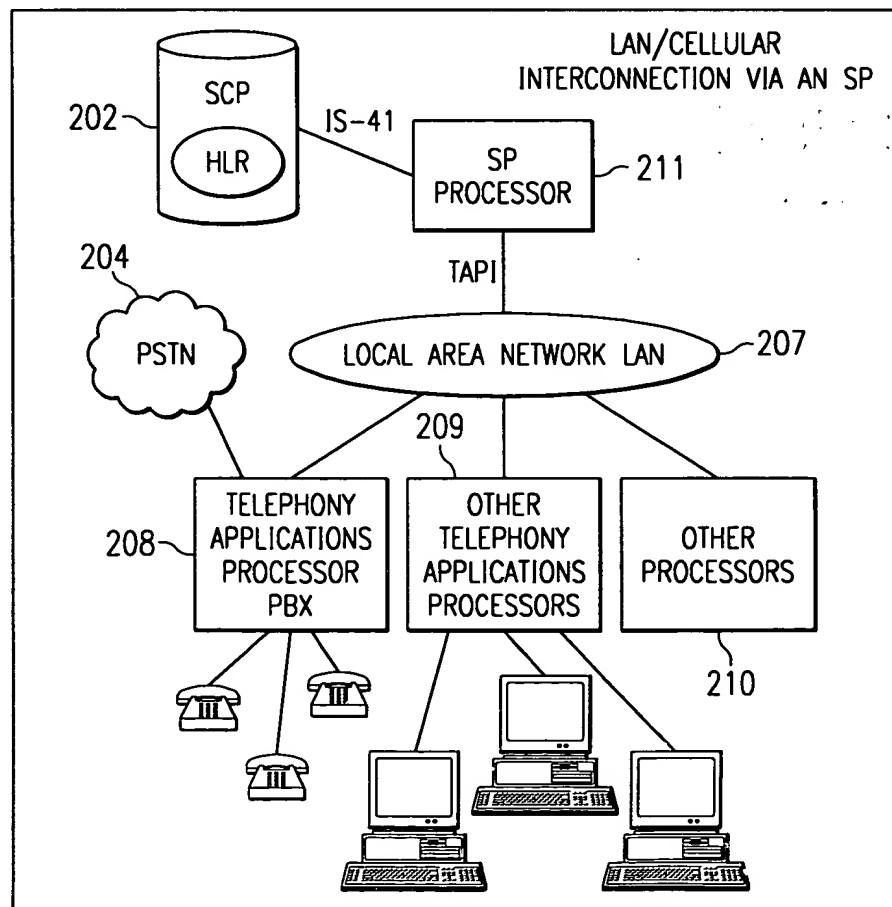 LAN/CELLULAR
INTERCONNECTION VIA AN SP
SCP
HLR
202
IS-41
SP
PROCESSOR
211
TAPI
204
PSTN
LOCAL AREA NETWORK LAN
207
209
208
TELEPHONY
APPLICATIONS
PROCESSOR
PBX
OTHER
TELEPHONY
APPLICATIONS
PROCESSORS
OTHER
PROCESSORS
210